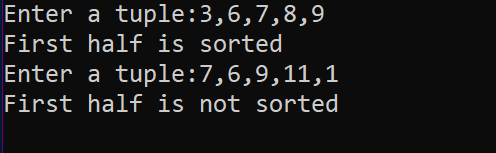 Enter a tuple:3,6,7,8,9
First half is sorted
Enter a tuple:7,6,9,11,1
First half is not sorted